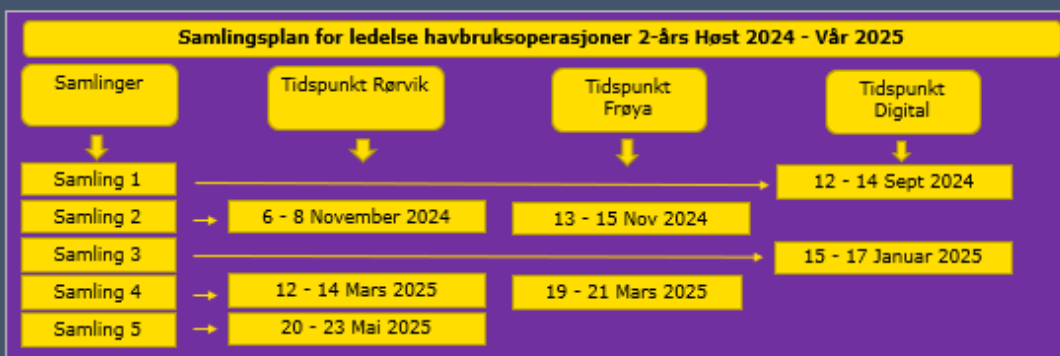 Samlingsplan for ledelse havbruksoperasjoner 2-års Høst 2024 - Vår 2025
Samlinger
Tidspunkt Rørvik
Tidspunkt
Frøya
Tidspunkt
Digital
Samling 1
12 - 14 Sept 2024
Samling 2
6 - 8 November 2024
13 - 15 Nov 2024
Samling 3
15 - 17 Januar 2025
Samling 4
12 - 14 Mars 2025
19 - 21 Mars 2025
Samling 5
20 - 23 Mai 2025